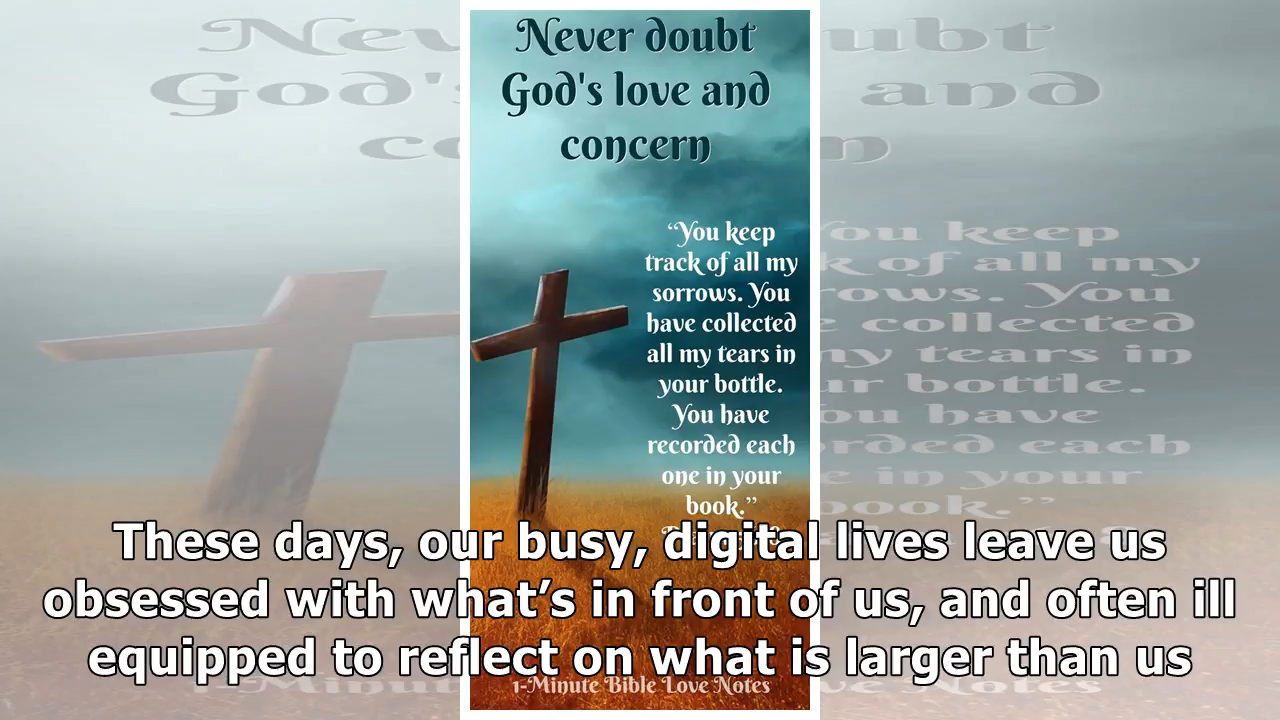 Never doubt
God's love and
concern
“You keep
track of all my
sorrows. You
have collected
all my tears in
your bottle.
You have
recorded each
one in your
book.”
These days, our busy, digital lives leave us
obsessed with what’s in front of us, and often ill
equipped to reflect on what is larger than us
1-Minute Bible Love Notes